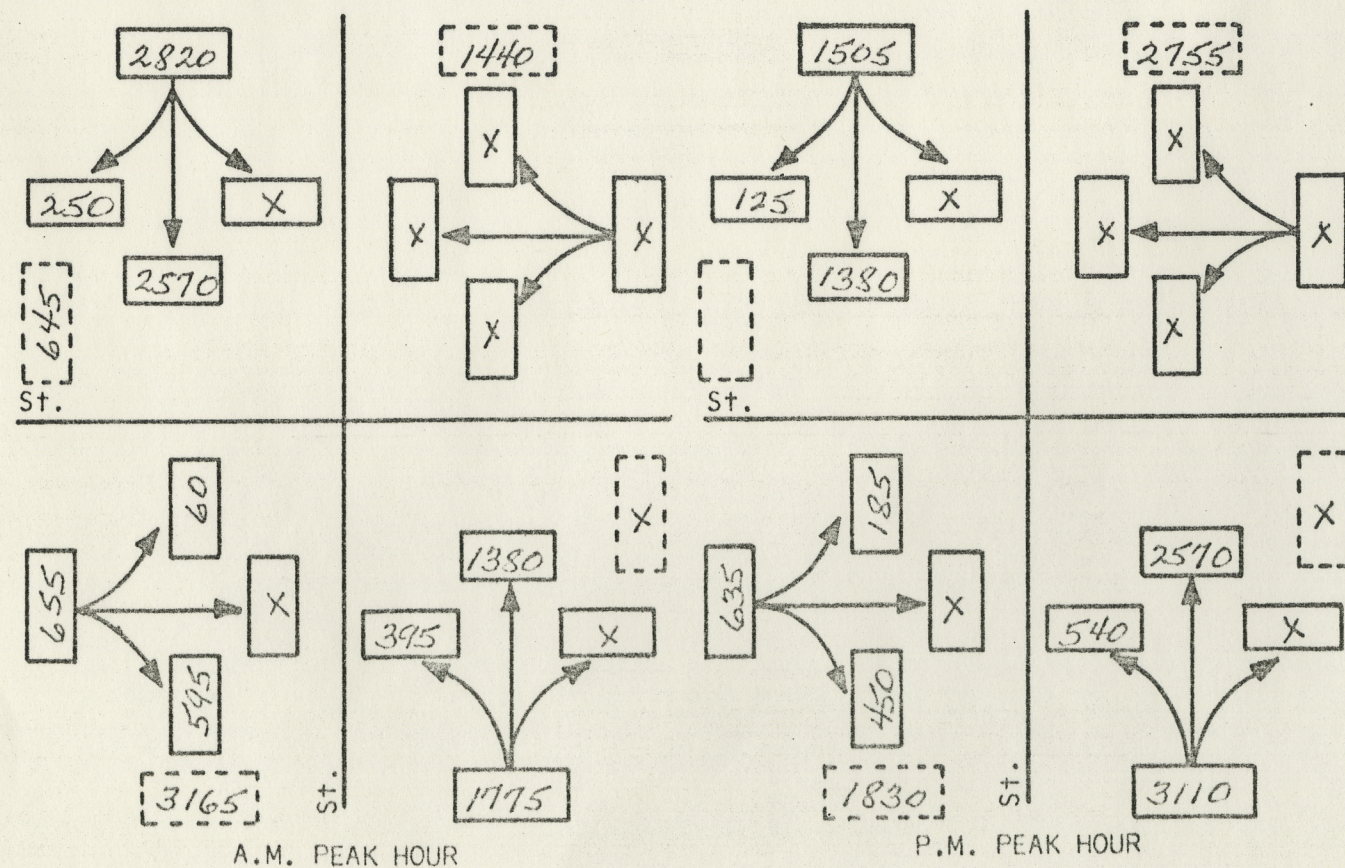 2820
1440
X
250
X
X
X
2570
X
645
St.
1505
2755
X
125
X
X
X
1380
X
St.
60
X
655
1380
X
395
X
595
3165
St.
1775
A.M. PEAK HOUR
185
X
635
2570
X
540
X
450
1830
St.
3110
P.M. PEAK HOUR